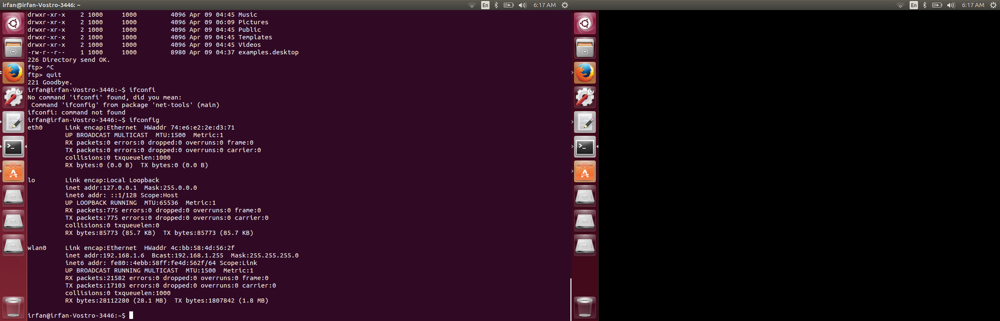 irfan@irfan-Vostro-3446: ~
En 6:17 AM
En 6:17 AM
drwxr-xr-x    2 1000     1000         4096 Apr 09 04:45 Music
drwxr-xr-x    2 1000     1000         4096 Apr 09 06:09 Pictures
drwxr-xr-x    2 1000     1000         4096 Apr 09 04:45 Public
drwxr-xr-x    2 1000     1000         4096 Apr 09 04:45 Templates
drwxr-xr-x    2 1000     1000         4096 Apr 09 04:45 Videos
-rw-r--r--    1 1000     1000         8980 Apr 09 04:37 examples.desktop
226 Directory send OK.
ftp> ^C
ftp> quit
221 Goodbye.
irfan@irfan-Vostro-3446:~$ ifconfi
No command 'ifconfi' found, did you mean:
 Command 'ifconfig' from package 'net-tools' (main)
ifconfi: command not found
irfan@irfan-Vostro-3446:~$ ifconfig
eth0      Link encap:Ethernet  HWaddr 74:e6:e2:2e:d3:71
          UP BROADCAST MULTICAST  MTU:1500  Metric:1
          RX packets:0 errors:0 dropped:0 overruns:0 frame:0
          TX packets:0 errors:0 dropped:0 overruns:0 carrier:0
          collisions:0 txqueuelen:1000
          RX bytes:0 (0.0 B)  TX bytes:0 (0.0 B)
lo        Link encap:Local Loopback
          inet addr:127.0.0.1  Mask:255.0.0.0
          inet6 addr: ::1/128 Scope:Host
          UP LOOPBACK RUNNING  MTU:65536  Metric:1
          RX packets:775 errors:0 dropped:0 overruns:0 frame:0
          TX packets:775 errors:0 dropped:0 overruns:0 carrier:0
          collisions:0 txqueuelen:0
          RX bytes:85773 (85.7 KB)  TX bytes:85773 (85.7 KB)
wlan0     Link encap:Ethernet  HWaddr 4c:bb:58:4d:56:2f
          inet addr:192.168.1.6  Bcast:192.168.1.255  Mask:255.255.255.0
          inet6 addr: fe80::4ebb:58ff:fe4d:562f/64 Scope:Link
          UP BROADCAST RUNNING MULTICAST  MTU:1500  Metric:1
          RX packets:21582 errors:0 dropped:0 overruns:0 frame:0
          TX packets:17103 errors:0 dropped:0 overruns:0 carrier:0
          collisions:0 txqueuelen:1000
          RX bytes:28112280 (28.1 MB)  TX bytes:1807842 (1.8 MB)
irfan@irfan-Vostro-3446:~$